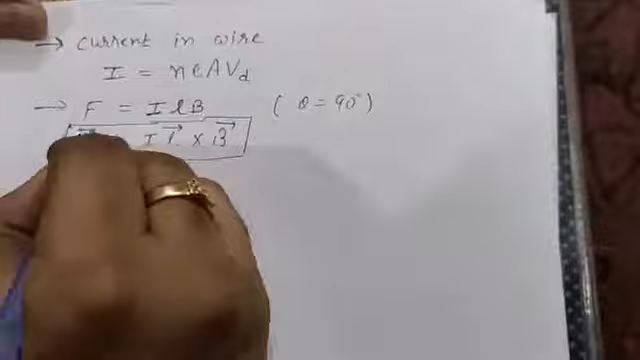 → current in wire
I = neAVd
→ F = IlB (θ = 90°)
I l⃗ × B⃗